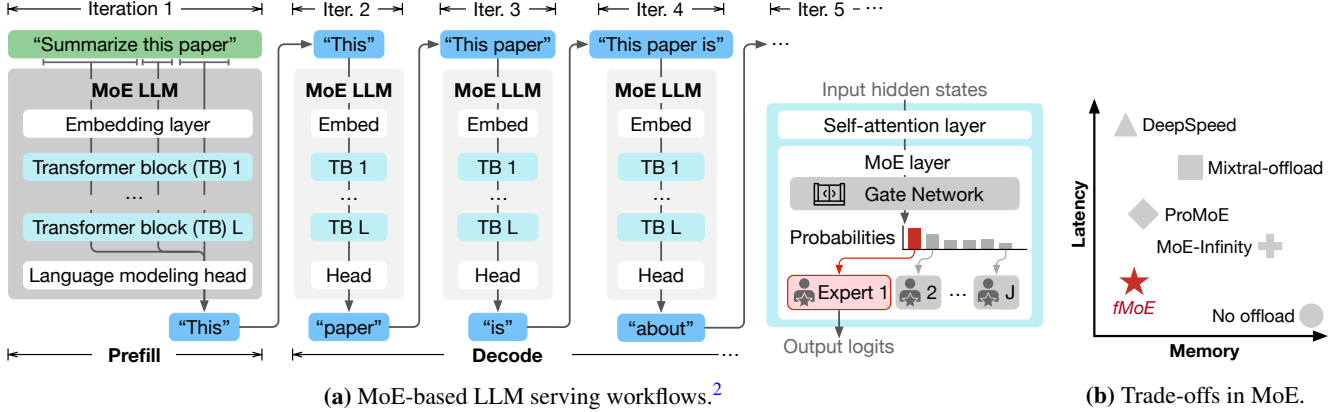 Iteration 1
Iter. 2
Iter. 3
Iter. 4
Iter. 5 ...
“Summarize this paper”
“This”
“This paper”
“This paper is”
...
MoE LLM
Embedding layer
Transformer block (TB) 1
...
Transformer block (TB) L
Language modeling head
“This”
Prefill
MoE LLM
Embed
TB 1
...
TB L
Head
“paper”
MoE LLM
Embed
TB 1
...
TB L
Head
“is”
MoE LLM
Embed
TB 1
...
TB L
Head
“about”
Decode
...
Input hidden states
Self-attention layer
MoE layer
Gate Network
Probabilities
Expert 1
2
...
J
Output logits
(a) MoE-based LLM serving workflows.2
Latency
DeepSpeed
Mixtral-offload
ProMoE
MoE-Infinity
fMoE
No offload
Memory
(b) Trade-offs in MoE.